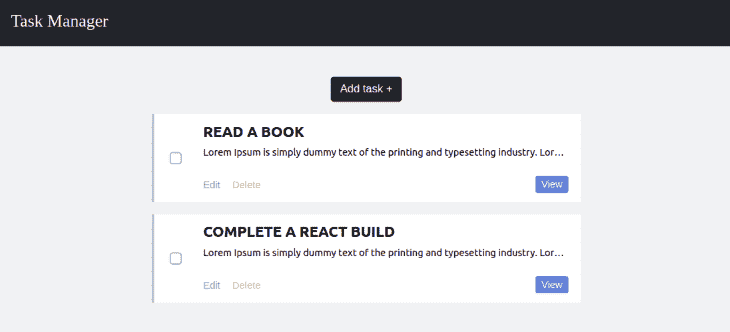 Task Manager
Add task +
READ A BOOK
Lorem Ipsum is simply dummy text of the printing and typesetting industry. Lor...
Edit Delete View
COMPLETE A REACT BUILD
Lorem Ipsum is simply dummy text of the printing and typesetting industry. Lor...
Edit Delete View